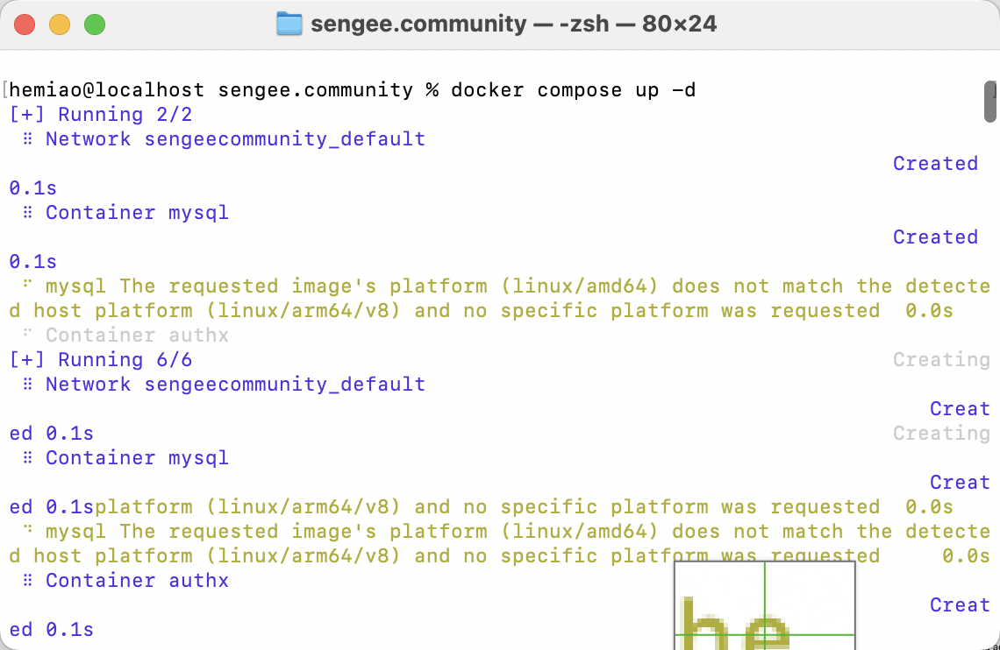 sengee.community — -zsh — 80×24
[hemiao@localhost sengee.community % docker compose up -d
[+] Running 2/2
⠿ Network sengeecommunity_default
Created
0.1s
⠿ Container mysql
Created
0.1s
⠋ mysql The requested image's platform (linux/amd64) does not match the detecte
d host platform (linux/arm64/v8) and no specific platform was requested  0.0s
⠋ Container authx
[+] Running 6/6 Creating
⠿ Network sengeecommunity_default
Creat
ed 0.1s Creating
⠿ Container mysql
Creat
ed 0.1splatform (linux/arm64/v8) and no specific platform was requested  0.0s
⠙ mysql The requested image's platform (linux/amd64) does not match the detecte
d host platform (linux/arm64/v8) and no specific platform was requested 0.0s
⠿ Container authx
Creat
ed 0.1s
he